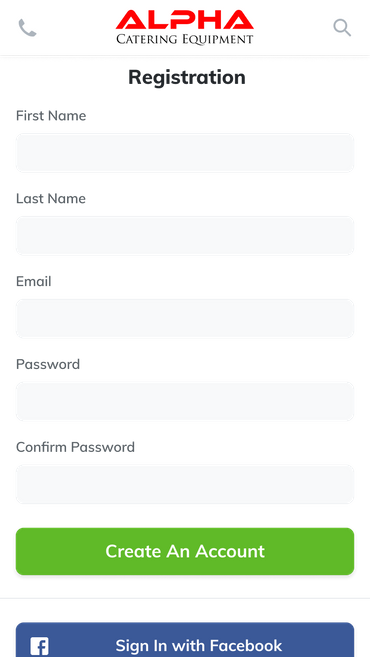 ALPHA
CATERING EQUIPMENT
Registration
First Name
Last Name
Email
Password
Confirm Password
Create An Account
Sign In with Facebook